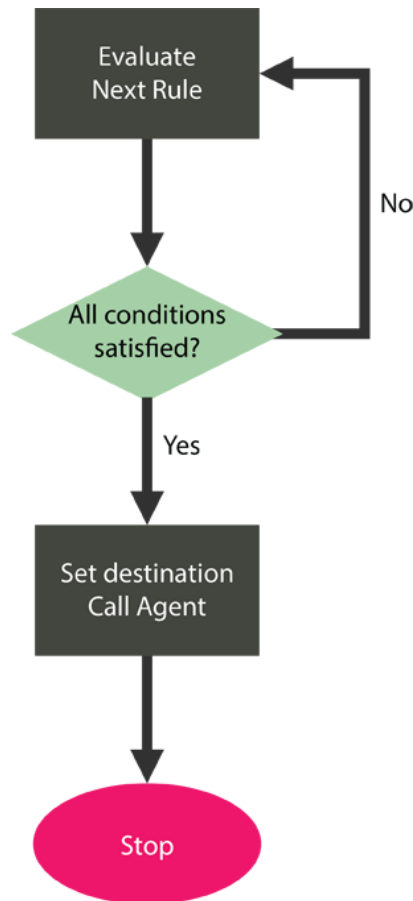 Evaluate
Next Rule
No
All conditions
satisfied?
Yes
Set destination
Call Agent
Stop